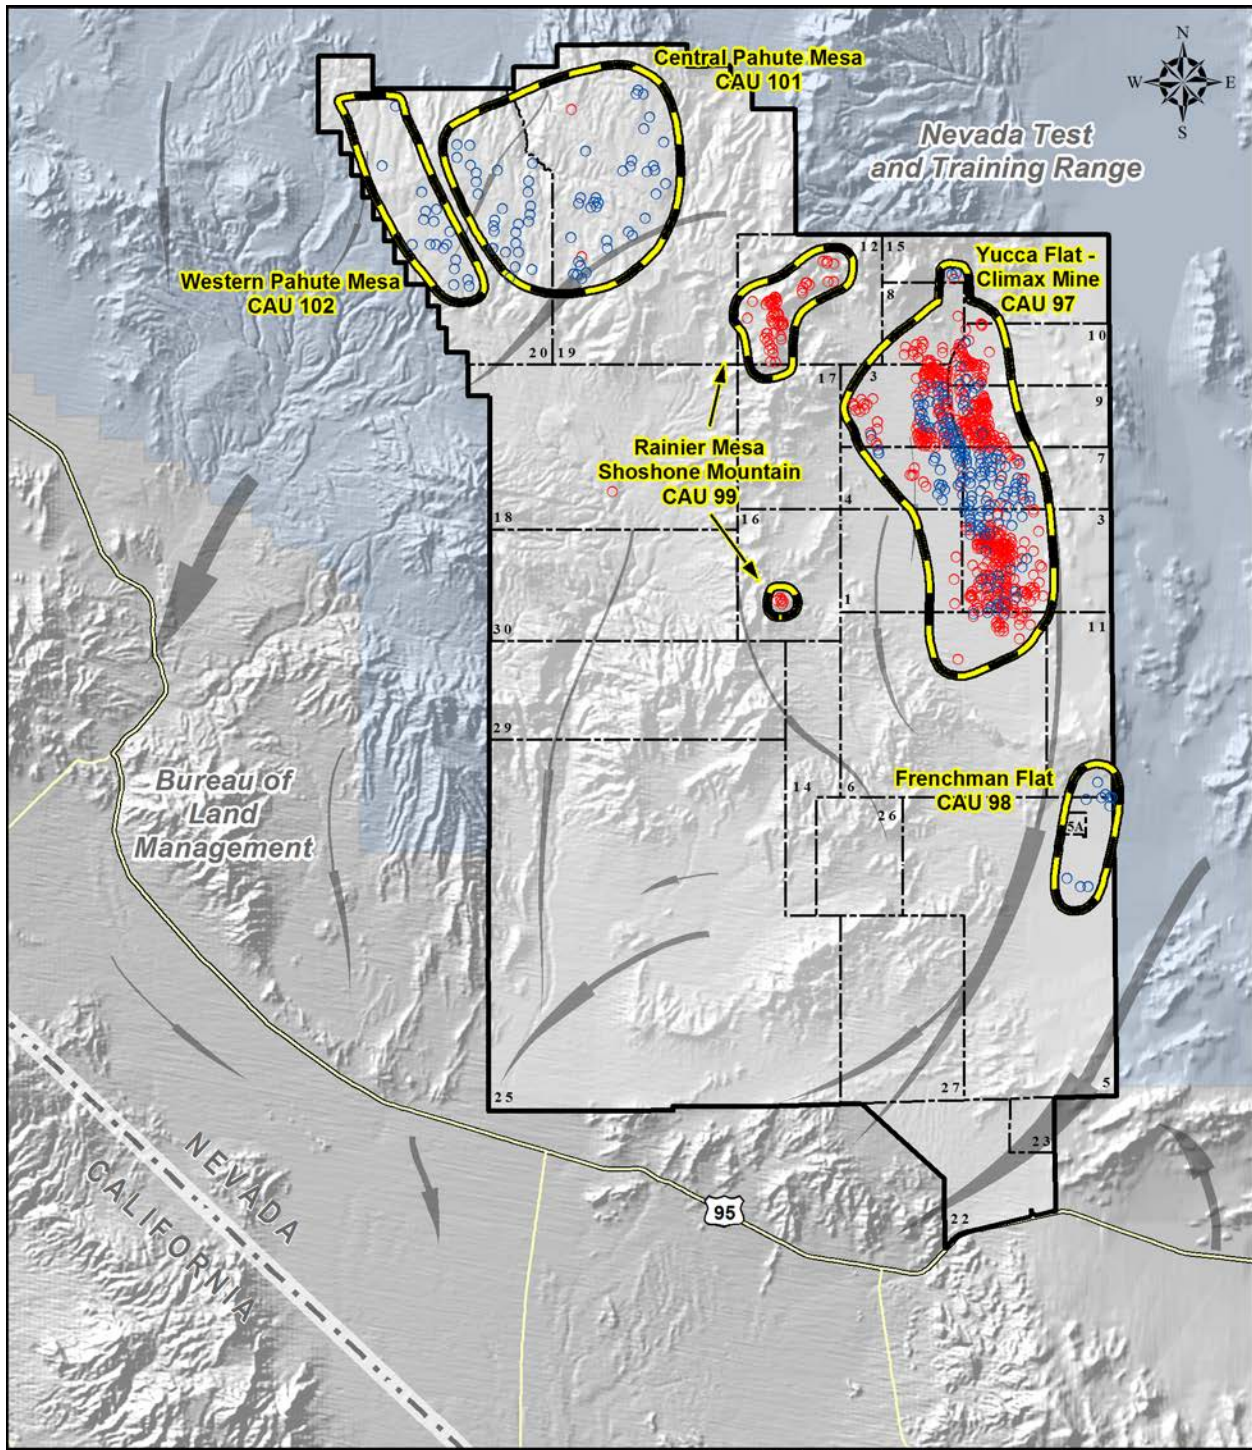 Central Pahute Mesa
CAU 101
N
W E
S
Nevada Test
and Training Range
Western Pahute Mesa
CAU 102
12 15
Yucca Flat -
Climax Mine
CAU 97
8
10
20 19
17 3
9
Rainier Mesa
Shoshone Mountain
CAU 99
7
4
18
16
3
1
11
30
29
Bureau of
Land
Management
Frenchman Flat
CAU 98
14
6
26
5A
25
27
5
23
22
95
NEVADA
CALIFORNIA